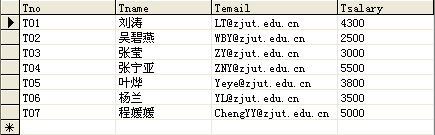 Tno Tname Temail Tsalary
T01 刘涛 LT@zjut.edu.cn 4300
T02 吴碧燕 WBY@zjut.edu.cn 2500
T03 张莹 ZY@zjut.edu.cn 3000
T04 张宁亚 ZNY@zjut.edu.cn 5500
T05 叶烨 Yeye@zjut.edu.cn 3800
T06 杨兰 YL@zjut.edu.cn 3500
T07 程媛媛 ChengYY@zjut.edu.cn 5000